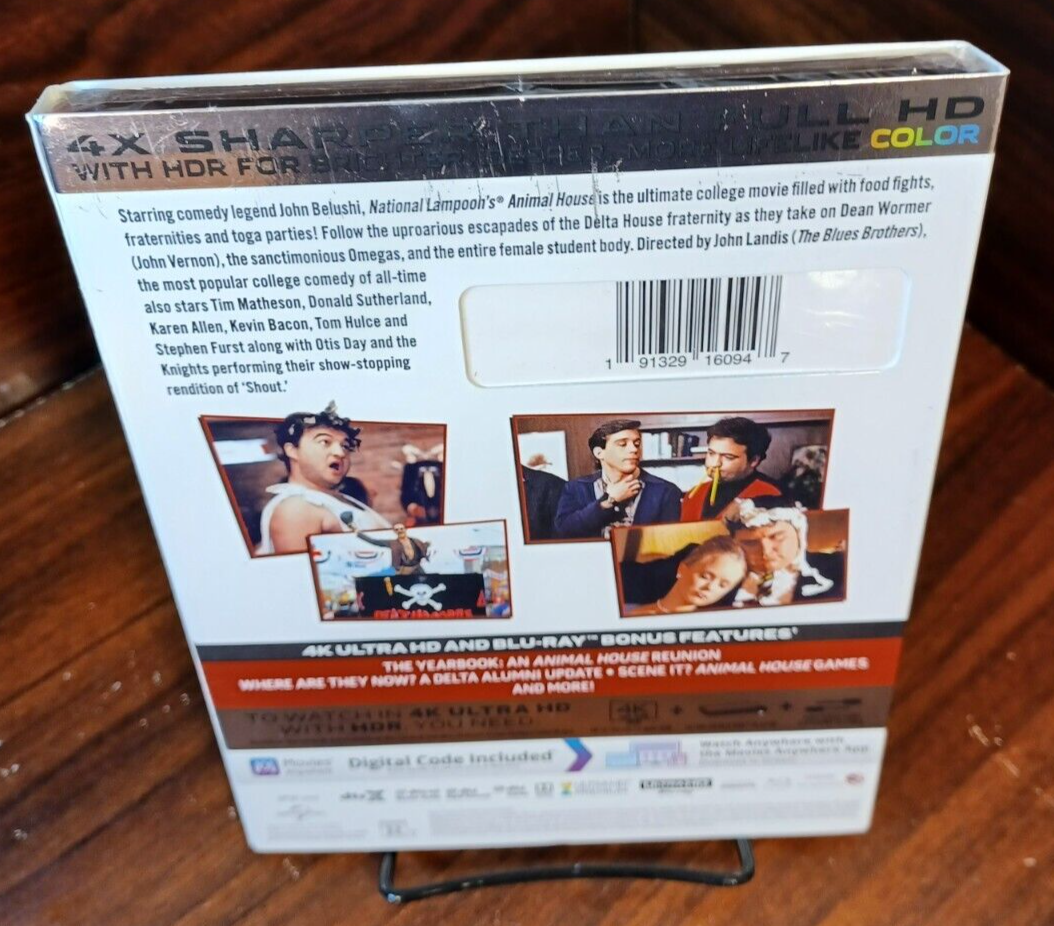 4X SHARPER THAN FULL HD
WITH HDR FOR BRIGHTER, DEEPER, MORE LIFELIKE COLOR
Starring comedy legend John Belushi, National Lampoon's® Animal House is the ultimate college movie filled with food fights,
fraternities and toga parties! Follow the uproarious escapades of the Delta House fraternity as they take on Dean Wormer
(John Vernon), the sanctimonious Omegas, and the entire female student body. Directed by John Landis (The Blues Brothers),
the most popular college comedy of all-time
also stars Tim Matheson, Donald Sutherland,
Karen Allen, Kevin Bacon, Tom Hulce and
Stephen Furst along with Otis Day and the
Knights performing their show-stopping
rendition of 'Shout.'
1 91329 16094 7
4K ULTRA HD AND BLU-RAY™ BONUS FEATURES*
THE YEARBOOK: AN ANIMAL HOUSE REUNION
WHERE ARE THEY NOW? A DELTA ALUMNI UPDATE • SCENE IT? ANIMAL HOUSE GAMES
AND MORE!
TO WATCH IN 4K ULTRA HD
WITH HDR, YOU NEED
4K + +
Movies Anywhere
Digital Code Included
Watch Anywhere with
the Movies Anywhere App